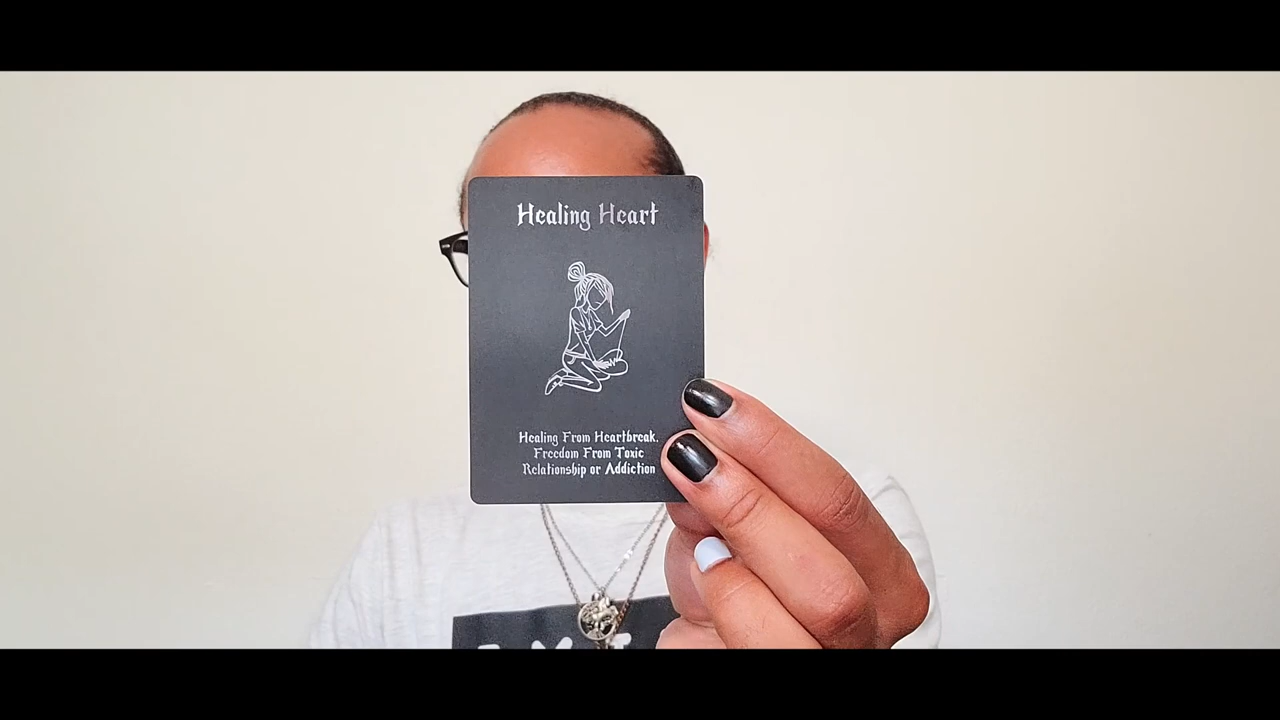 Healing Heart
Healing From Heartbreak,
Freedom From Toxic
Relationship or Addiction